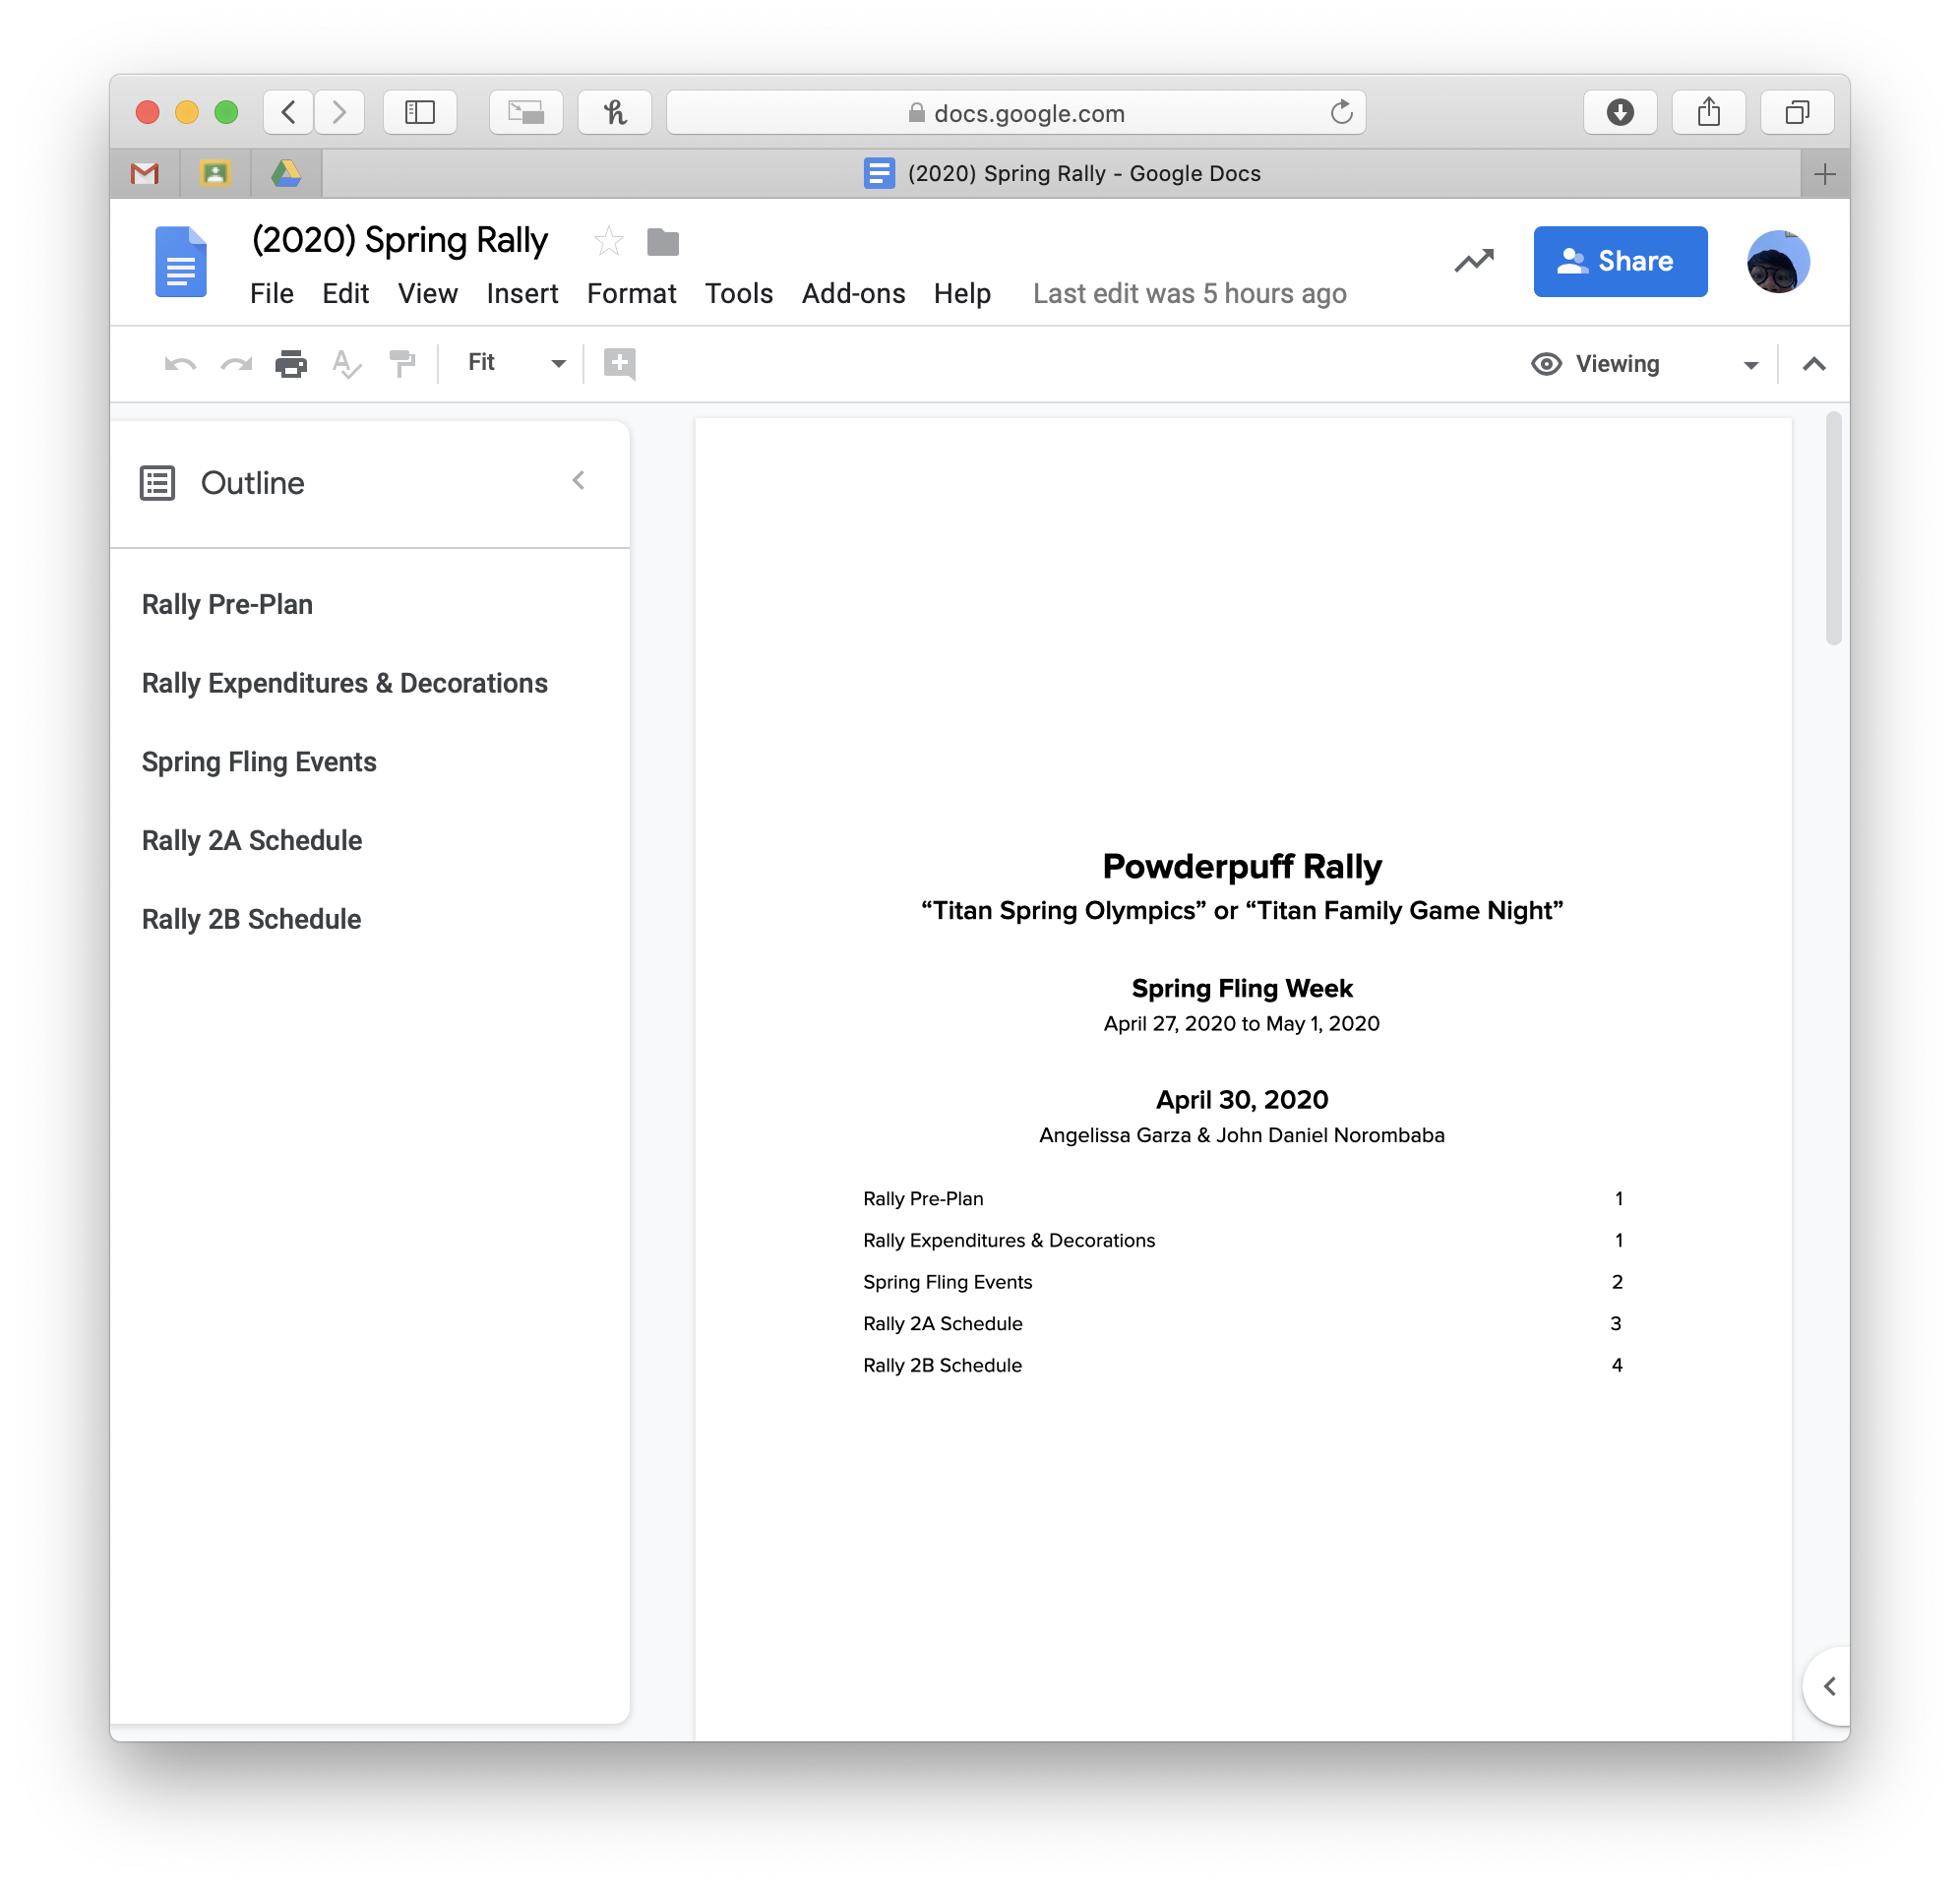 docs.google.com
(2020) Spring Rally - Google Docs
(2020) Spring Rally
File Edit View Insert Format Tools Add-ons Help Last edit was 5 hours ago
Share
Fit
Viewing
Outline
Rally Pre-Plan
Rally Expenditures & Decorations
Spring Fling Events
Rally 2A Schedule
Rally 2B Schedule
Powderpuff Rally
“Titan Spring Olympics” or “Titan Family Game Night”
Spring Fling Week
April 27, 2020 to May 1, 2020
April 30, 2020
Angelissa Garza & John Daniel Norombaba
Rally Pre-Plan 1
Rally Expenditures & Decorations 1
Spring Fling Events 2
Rally 2A Schedule 3
Rally 2B Schedule 4